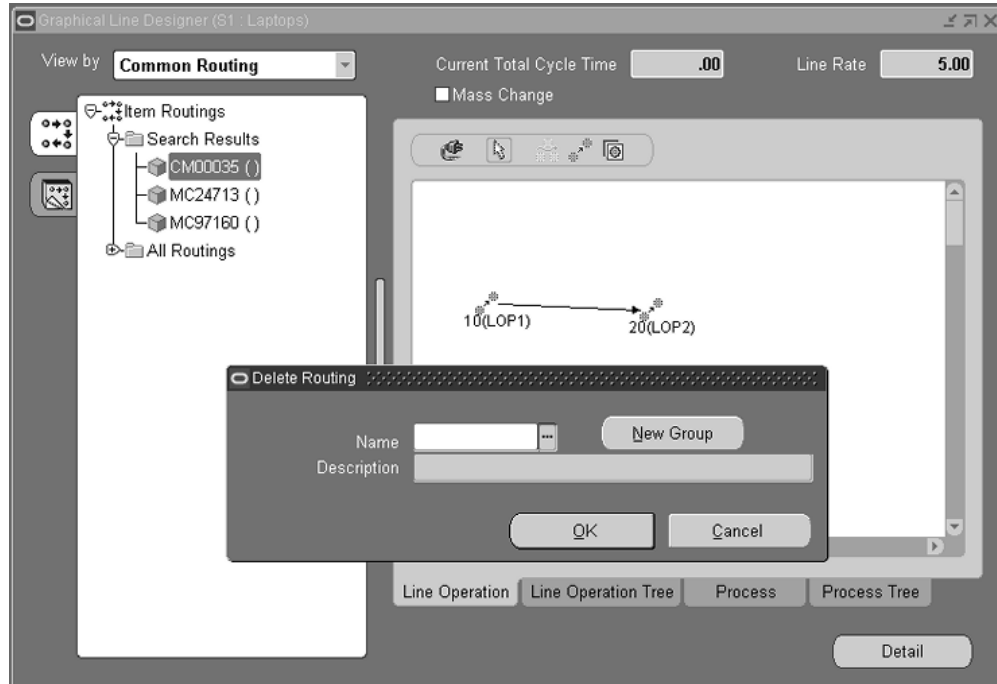 Graphical Line Designer (S1 : Laptops)
View by Common Routing
Current Total Cycle Time .00 Line Rate 5.00
Mass Change
Item Routings
Search Results
CM00035 ( )
MC24713 ( )
MC97160 ( )
All Routings
10(LOP1)
20(LOP2)
Delete Routing
Name ... New Group
Description
OK Cancel
Line Operation Line Operation Tree Process Process Tree
Detail